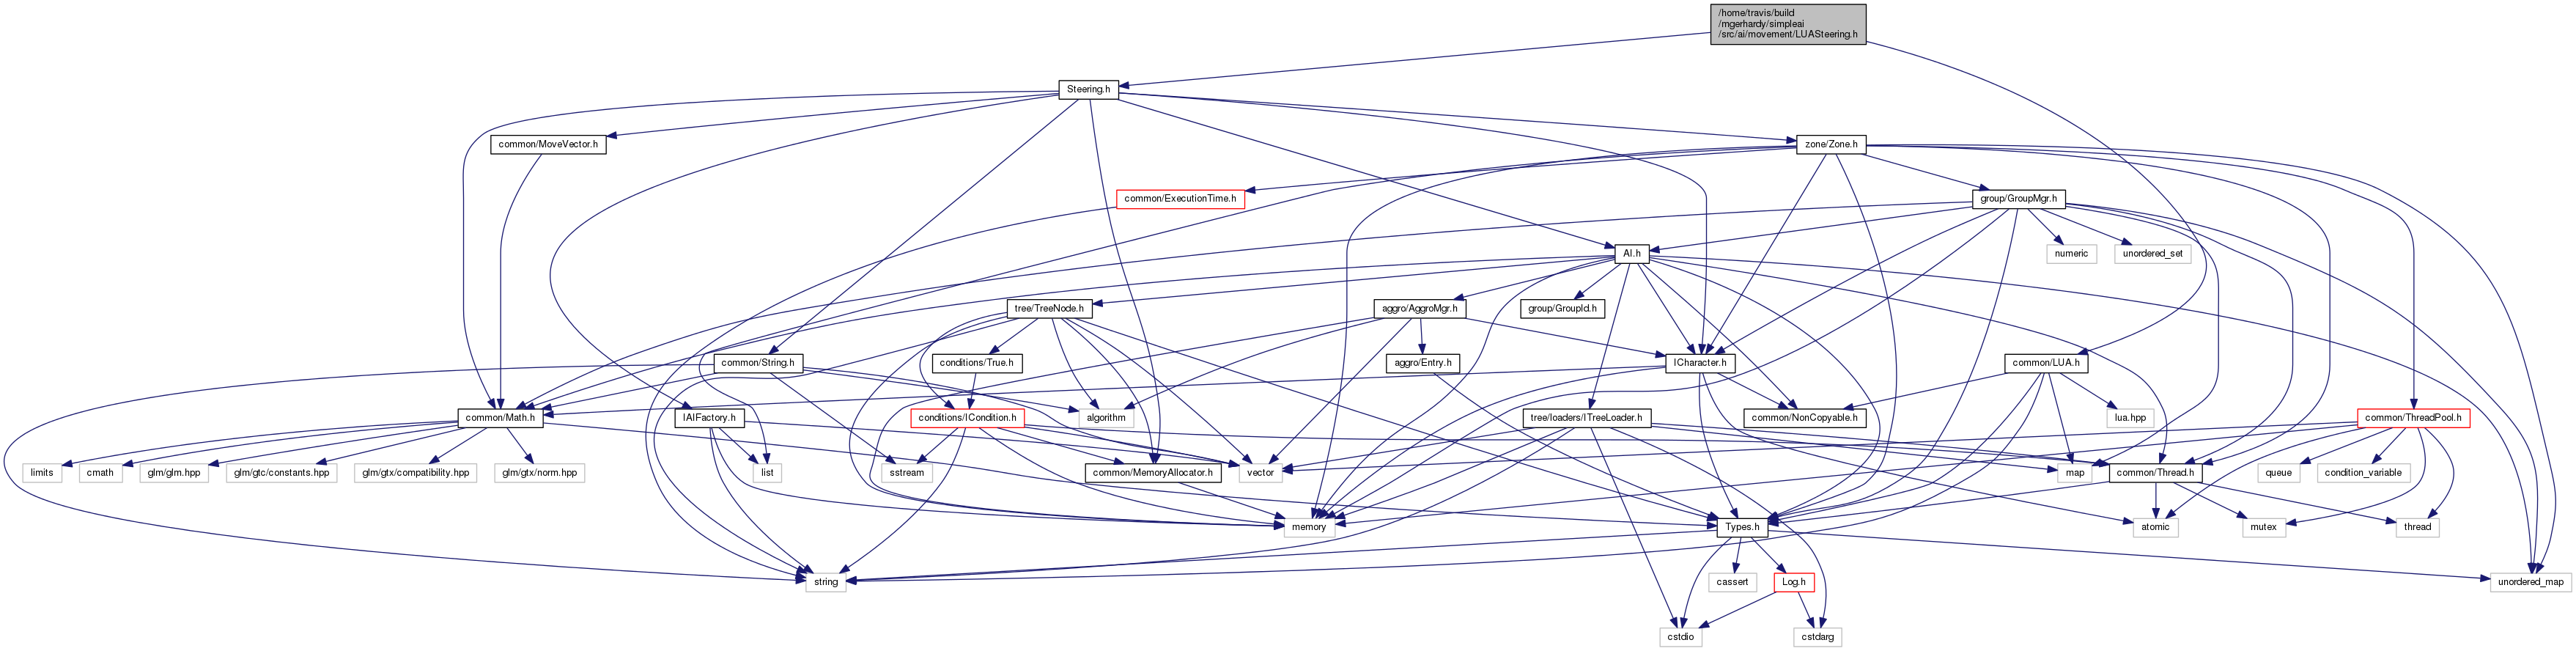 /home/travis/build
/mgerhardy/simpleai
/src/ai/movement/LUASteering.h
Steering.h
common/MoveVector.h
zone/Zone.h
common/ExecutionTime.h
group/GroupMgr.h
AI.h
numeric
unordered_set
tree/TreeNode.h
aggro/AggroMgr.h
group/GroupId.h
common/String.h
conditions/True.h
aggro/Entry.h
ICharacter.h
common/LUA.h
common/Math.h
IAIFactory.h
algorithm
conditions/ICondition.h
tree/loaders/ITreeLoader.h
common/NonCopyable.h
lua.hpp
common/ThreadPool.h
limits
cmath
glm/glm.hpp
glm/gtc/constants.hpp
glm/gtx/compatibility.hpp
glm/gtx/norm.hpp
list
sstream
common/MemoryAllocator.h
vector
map
common/Thread.h
queue
condition_variable
memory
Types.h
atomic
mutex
thread
string
cassert
Log.h
unordered_map
cstdio
cstdarg